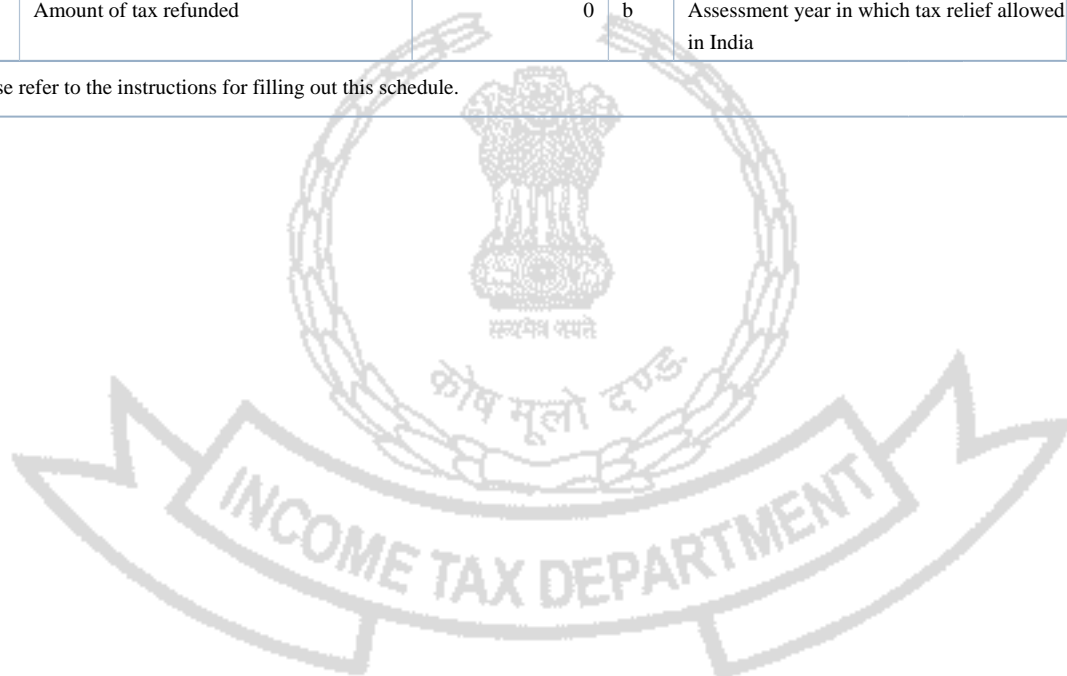 Amount of tax refunded 0 b Assessment year in which tax relief allowed
in India
se refer to the instructions for filling out this schedule.
सत्यमेव जयते
कोष मूलो दण्ड:
INCOME TAX DEPARTMENT